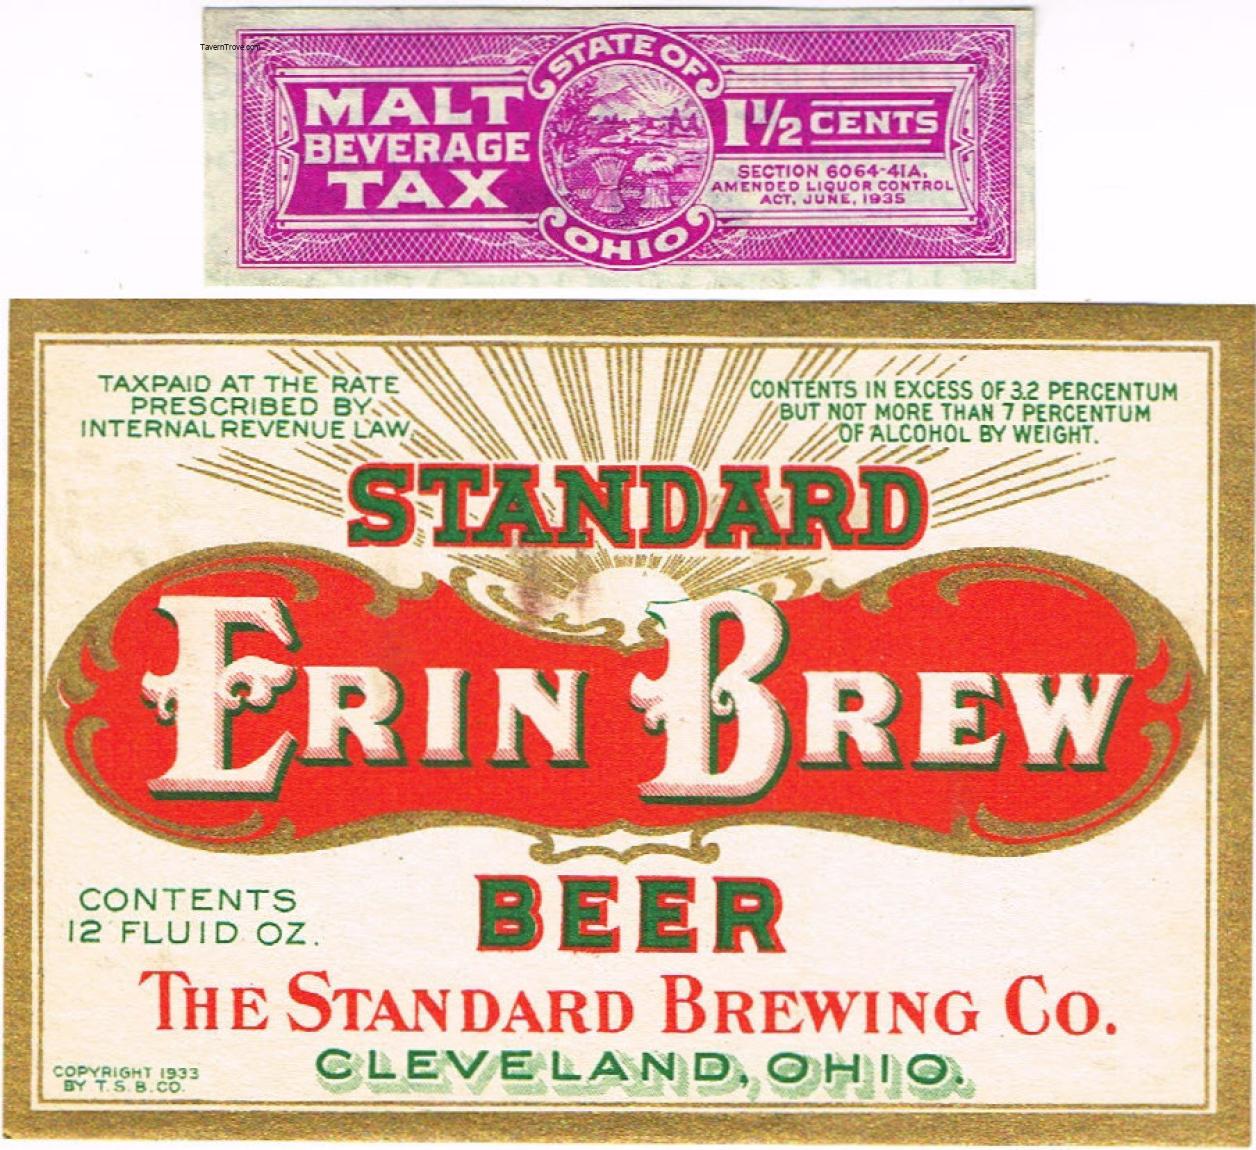 TavernTrove.com
STATE OF
MALT
BEVERAGE
TAX
1 1/2 CENTS
SECTION 6064-41A,
AMENDED LIQUOR CONTROL
ACT, JUNE, 1935
OHIO
TAXPAID AT THE RATE
PRESCRIBED BY
INTERNAL REVENUE LAW.
CONTENTS IN EXCESS OF 3.2 PERCENTUM
BUT NOT MORE THAN 7 PERCENTUM
OF ALCOHOL BY WEIGHT.
STANDARD
ERIN BREW
BEER
CONTENTS
12 FLUID OZ.
THE STANDARD BREWING CO.
CLEVELAND, OHIO.
COPYRIGHT 1933
BY T.S.B.CO.